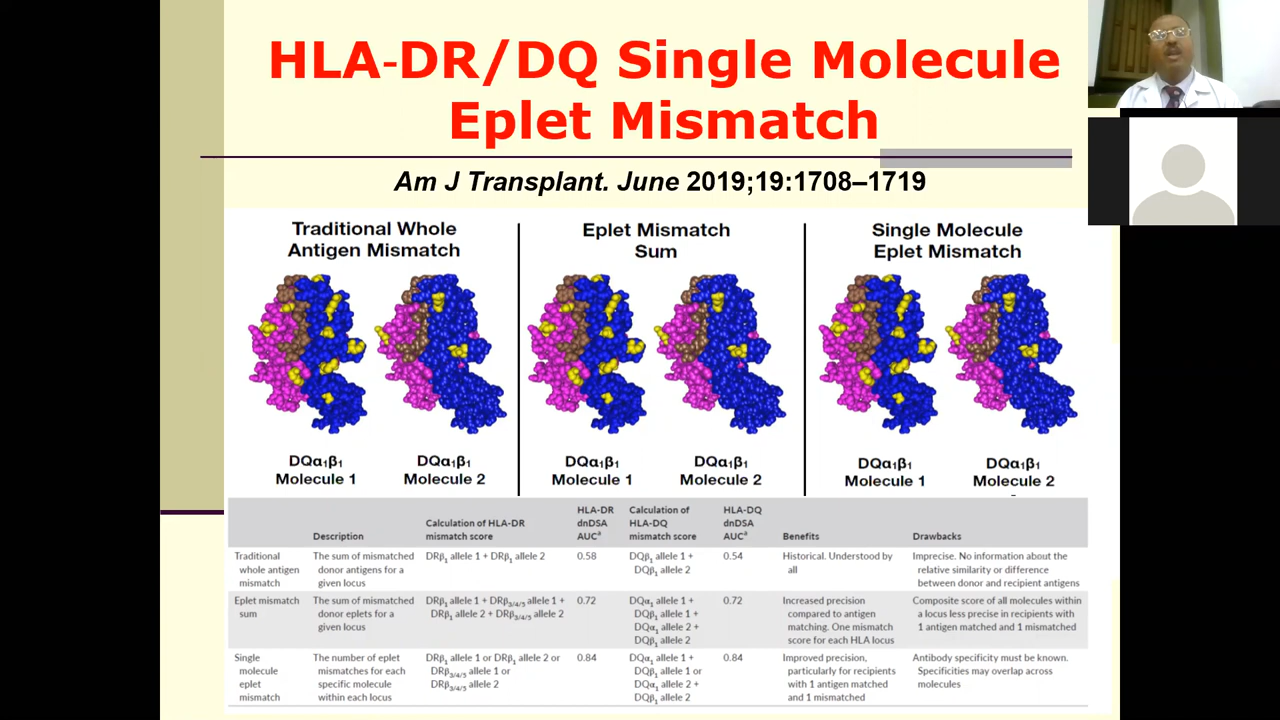 HLA-DR/DQ Single Molecule
Eplet Mismatch
Am J Transplant. June 2019;19:1708–1719
Traditional Whole
Antigen Mismatch
Eplet Mismatch
Sum
Single Molecule
Eplet Mismatch
DQα₁β₁
Molecule 1
DQα₁β₁
Molecule 2
DQα₁β₁
Molecule 1
DQα₁β₁
Molecule 2
DQα₁β₁
Molecule 1
DQα₁β₁
Molecule 2
Description
Calculation of HLA-DR
mismatch score
HLA-DR
dnDSA
AUCᵃ
Calculation of
HLA-DQ
mismatch score
HLA-DQ
dnDSA
AUCᵃ
Benefits
Drawbacks
Traditional
whole antigen
mismatch
The sum of mismatched
donor antigens for a
given locus
DRβ₁ allele 1 + DRβ₁ allele 2
0.58
DQβ₁ allele 1 +
DQβ₁ allele 2
0.54
Historical. Understood by
all
Imprecise. No information about the
relative similarity or difference
between donor and recipient antigens
Eplet mismatch
sum
The sum of mismatched
donor eplets for a
given locus
DRβ₁ allele 1 + DRβ₃/₄/₅ allele 1 +
DRβ₁ allele 2 + DRβ₃/₄/₅ allele 2
0.72
DQα₁ allele 1 +
DQβ₁ allele 1 +
DQα₁ allele 2 +
DQβ₁ allele 2
0.72
Increased precision
compared to antigen
matching. One mismatch
score for each HLA locus
Composite score of all molecules within
a locus less precise in recipients with
1 antigen matched and 1 mismatched
Single
molecule
eplet
mismatch
The number of eplet
mismatches for each
specific molecule
within each locus
DRβ₁ allele 1 or DRβ₁ allele 2 or
DRβ₃/₄/₅ allele 1 or
DRβ₃/₄/₅ allele 2
0.84
DQα₁ allele 1 +
DQβ₁ allele 1 or
DQα₁ allele 2 +
DQβ₁ allele 2
0.84
Improved precision,
particularly for recipients
with 1 antigen matched
and 1 mismatched
Antibody specificity must be known.
Specificities may overlap across
molecules